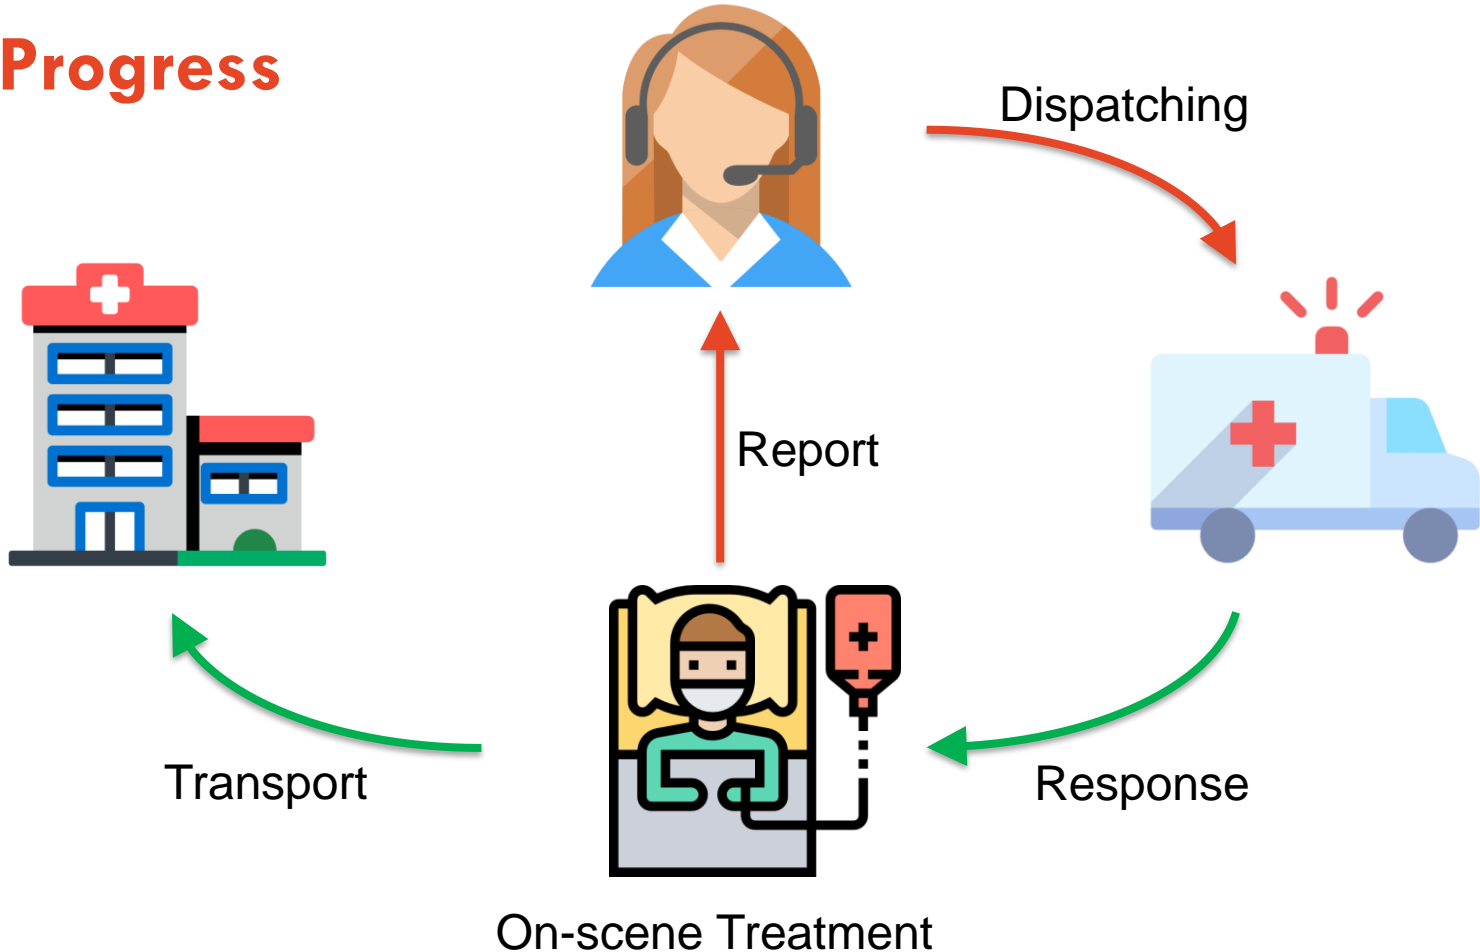 Progress
Dispatching
Report
Transport
Response
On-scene Treatment